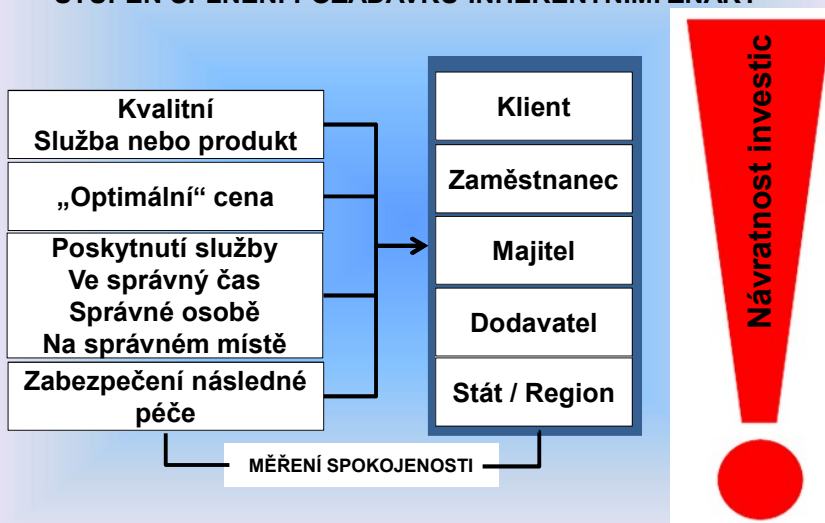 Kvalitní
Služba nebo produkt
„Optimální“ cena
Poskytnutí služby
Ve správný čas
Správné osobě
Na správném místě
Zabezpečení následné
péče
Klient
Zaměstnanec
Majitel
Dodavatel
Stát / Region
MĚŘENÍ SPOKOJENOSTI
Návratnost investic